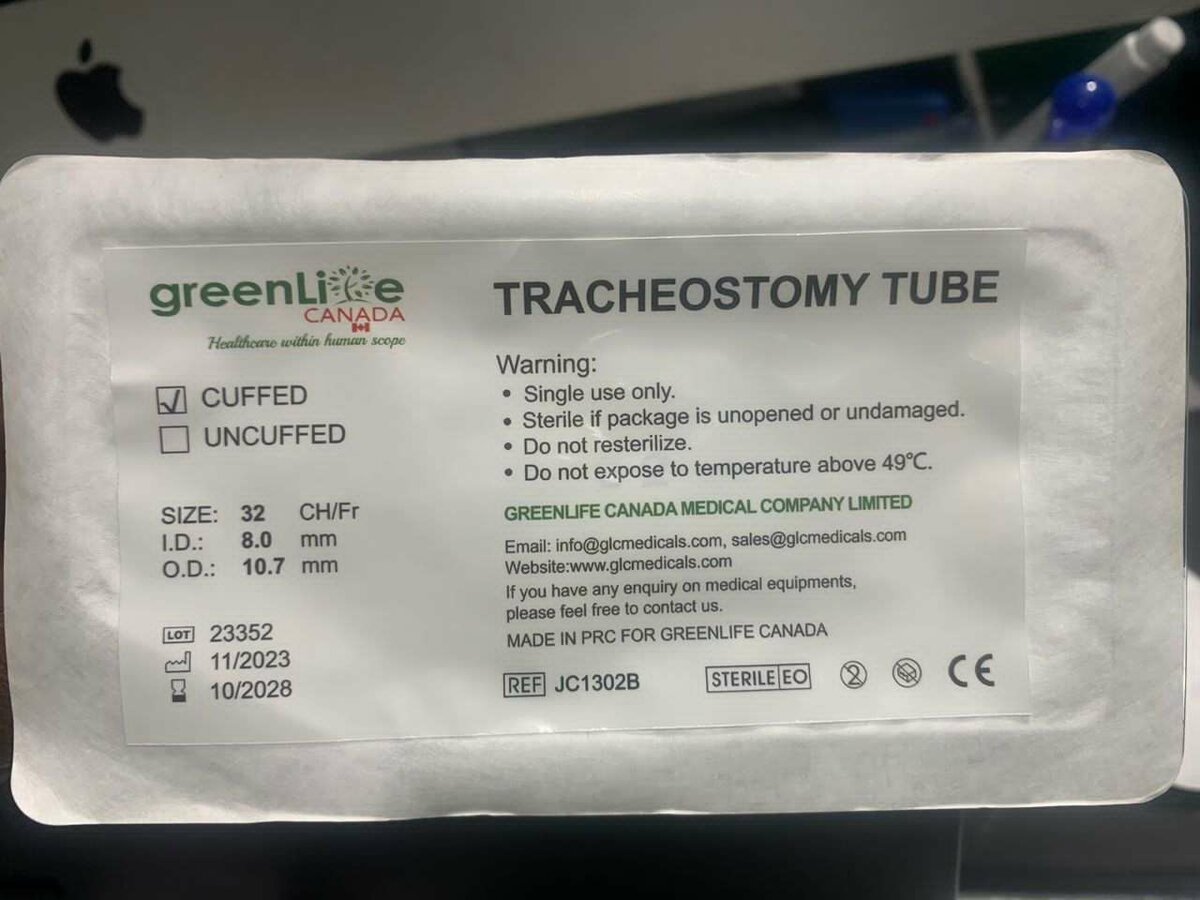 greenLife
CANADA
Healthcare within human scope
CUFFED
UNCUFFED
SIZE: 32 CH/Fr
I.D.: 8.0 mm
O.D.: 10.7 mm
LOT 23352
11/2023
10/2028
TRACHEOSTOMY TUBE
Warning:
• Single use only.
• Sterile if package is unopened or undamaged.
• Do not resterilize.
• Do not expose to temperature above 49℃.
GREENLIFE CANADA MEDICAL COMPANY LIMITED
Email: info@glcmedicals.com, sales@glcmedicals.com
Website:www.glcmedicals.com
If you have any enquiry on medical equipments,
please feel free to contact us.
MADE IN PRC FOR GREENLIFE CANADA
REF JC1302B STERILE EO 2 CE